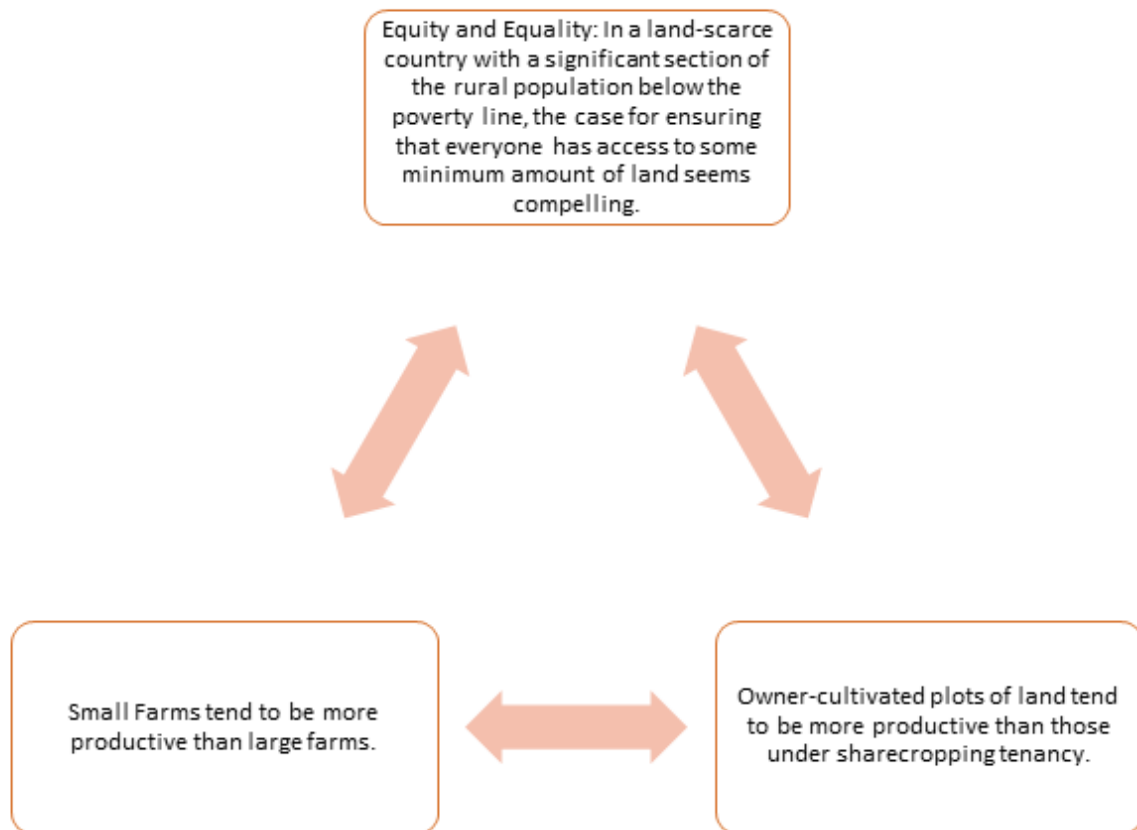 Equity and Equality: In a land-scarce
country with a significant section of
the rural population below the
poverty line, the case for ensuring
that everyone has access to some
minimum amount of land seems
compelling.
Small Farms tend to be more
productive than large farms.
Owner-cultivated plots of land tend
to be more productive than those
under sharecropping tenancy.